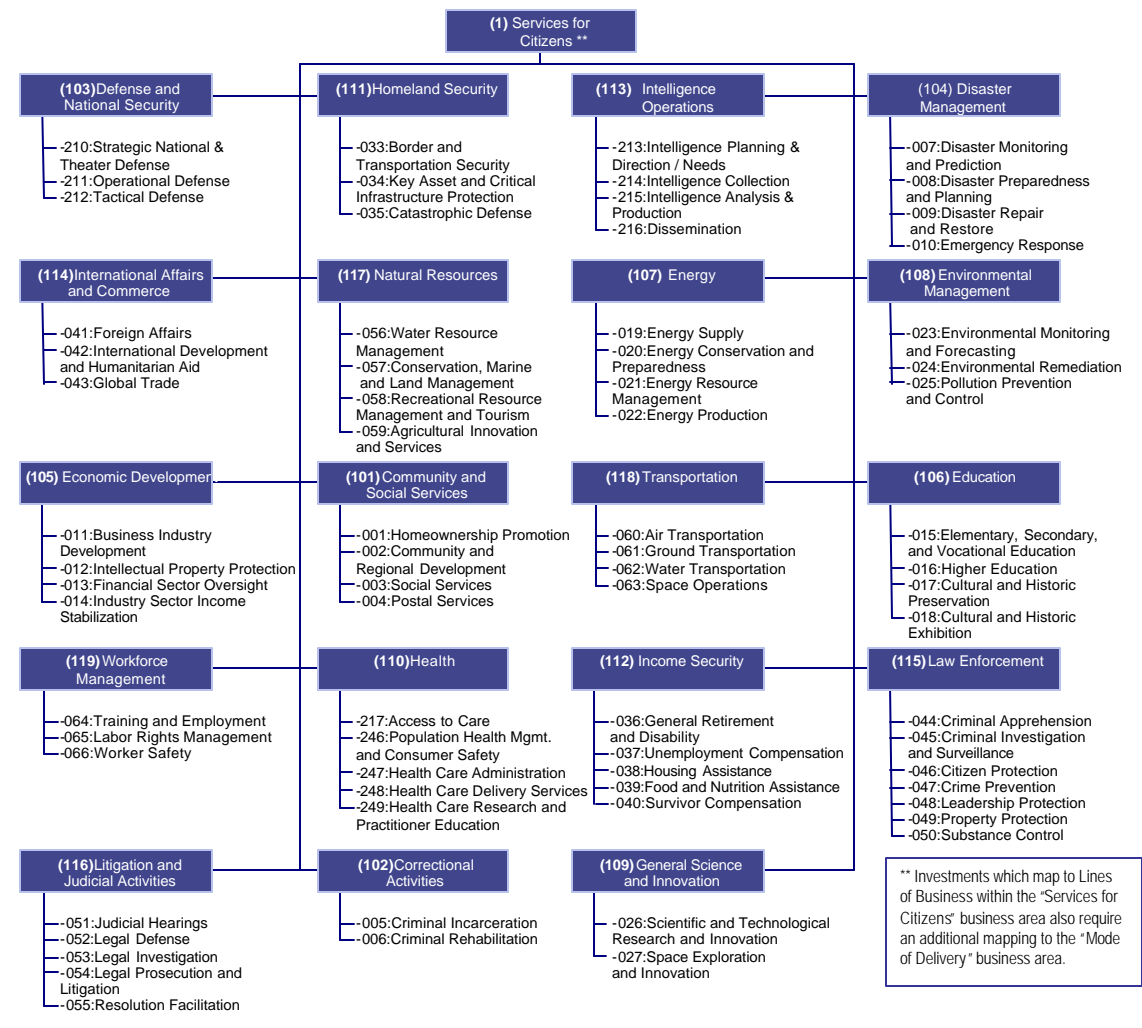 (1) Services for
Citizens **
(103)Defense and
National Security
-210:Strategic National &
Theater Defense
-211:Operational Defense
-212:Tactical Defense
(111)Homeland Security
-033:Border and
Transportation Security
-034:Key Asset and Critical
Infrastructure Protection
-035:Catastrophic Defense
(113) Intelligence
Operations
-213:Intelligence Planning &
Direction / Needs
-214:Intelligence Collection
-215:Intelligence Analysis &
Production
-216:Dissemination
(104) Disaster
Management
-007:Disaster Monitoring
and Prediction
-008:Disaster Preparedness
and Planning
-009:Disaster Repair
and Restore
-010:Emergency Response
(114)International Affairs
and Commerce
-041:Foreign Affairs
-042:International Development
and Humanitarian Aid
-043:Global Trade
(117) Natural Resources
-056:Water Resource
Management
-057:Conservation, Marine
and Land Management
-058:Recreational Resource
Management and Tourism
-059:Agricultural Innovation
and Services
(107) Energy
-019:Energy Supply
-020:Energy Conservation and
Preparedness
-021:Energy Resource
Management
-022:Energy Production
(108) Environmental
Management
-023:Environmental Monitoring
and Forecasting
-024:Environmental Remediation
-025:Pollution Prevention
and Control
(105) Economic Developmen
-011:Business Industry
Development
-012:Intellectual Property Protection
-013:Financial Sector Oversight
-014:Industry Sector Income
Stabilization
(101) Community and
Social Services
-001:Homeownership Promotion
-002:Community and
Regional Development
-003:Social Services
-004:Postal Services
(118) Transportation
-060:Air Transportation
-061:Ground Transportation
-062:Water Transportation
-063:Space Operations
(106) Education
-015:Elementary, Secondary,
and Vocational Education
-016:Higher Education
-017:Cultural and Historic
Preservation
-018:Cultural and Historic
Exhibition
(119) Workforce
Management
-064:Training and Employment
-065:Labor Rights Management
-066:Worker Safety
(110)Health
-217:Access to Care
-246:Population Health Mgmt.
and Consumer Safety
-247:Health Care Administration
-248:Health Care Delivery Services
-249:Health Care Research and
Practitioner Education
(112) Income Security
-036:General Retirement
and Disability
-037:Unemployment Compensation
-038:Housing Assistance
-039:Food and Nutrition Assistance
-040:Survivor Compensation
(115) Law Enforcement
-044:Criminal Apprehension
-045:Criminal Investigation
and Surveillance
-046:Citizen Protection
-047:Crime Prevention
-048:Leadership Protection
-049:Property Protection
-050:Substance Control
(116)Litigation and
Judicial Activities
-051:Judicial Hearings
-052:Legal Defense
-053:Legal Investigation
-054:Legal Prosecution and
Litigation
-055:Resolution Facilitation
(102)Correctional
Activities
-005:Criminal Incarceration
-006:Criminal Rehabilitation
(109)General Science
and Innovation
-026:Scientific and Technological
Research and Innovation
-027:Space Exploration
and Innovation
** Investments which map to Lines
of Business within the "Services for
Citizens" business area also require
an additional mapping to the "Mode
of Delivery" business area.